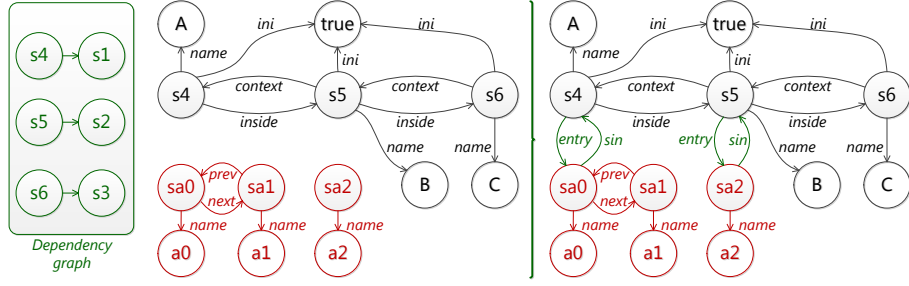 s4 s1
s5 s2
s6 s3
Dependency
graph
A true
name ini ini
ini
s4 context s5 context s6
inside inside
name name
B C
sa0 prev sa1 sa2
next
name name name
a0 a1 a2
A true
name ini ini
ini
s4 context s5 context s6
inside inside
entry sin entry sin name name
B C
sa0 prev sa1 sa2
next
name name name
a0 a1 a2